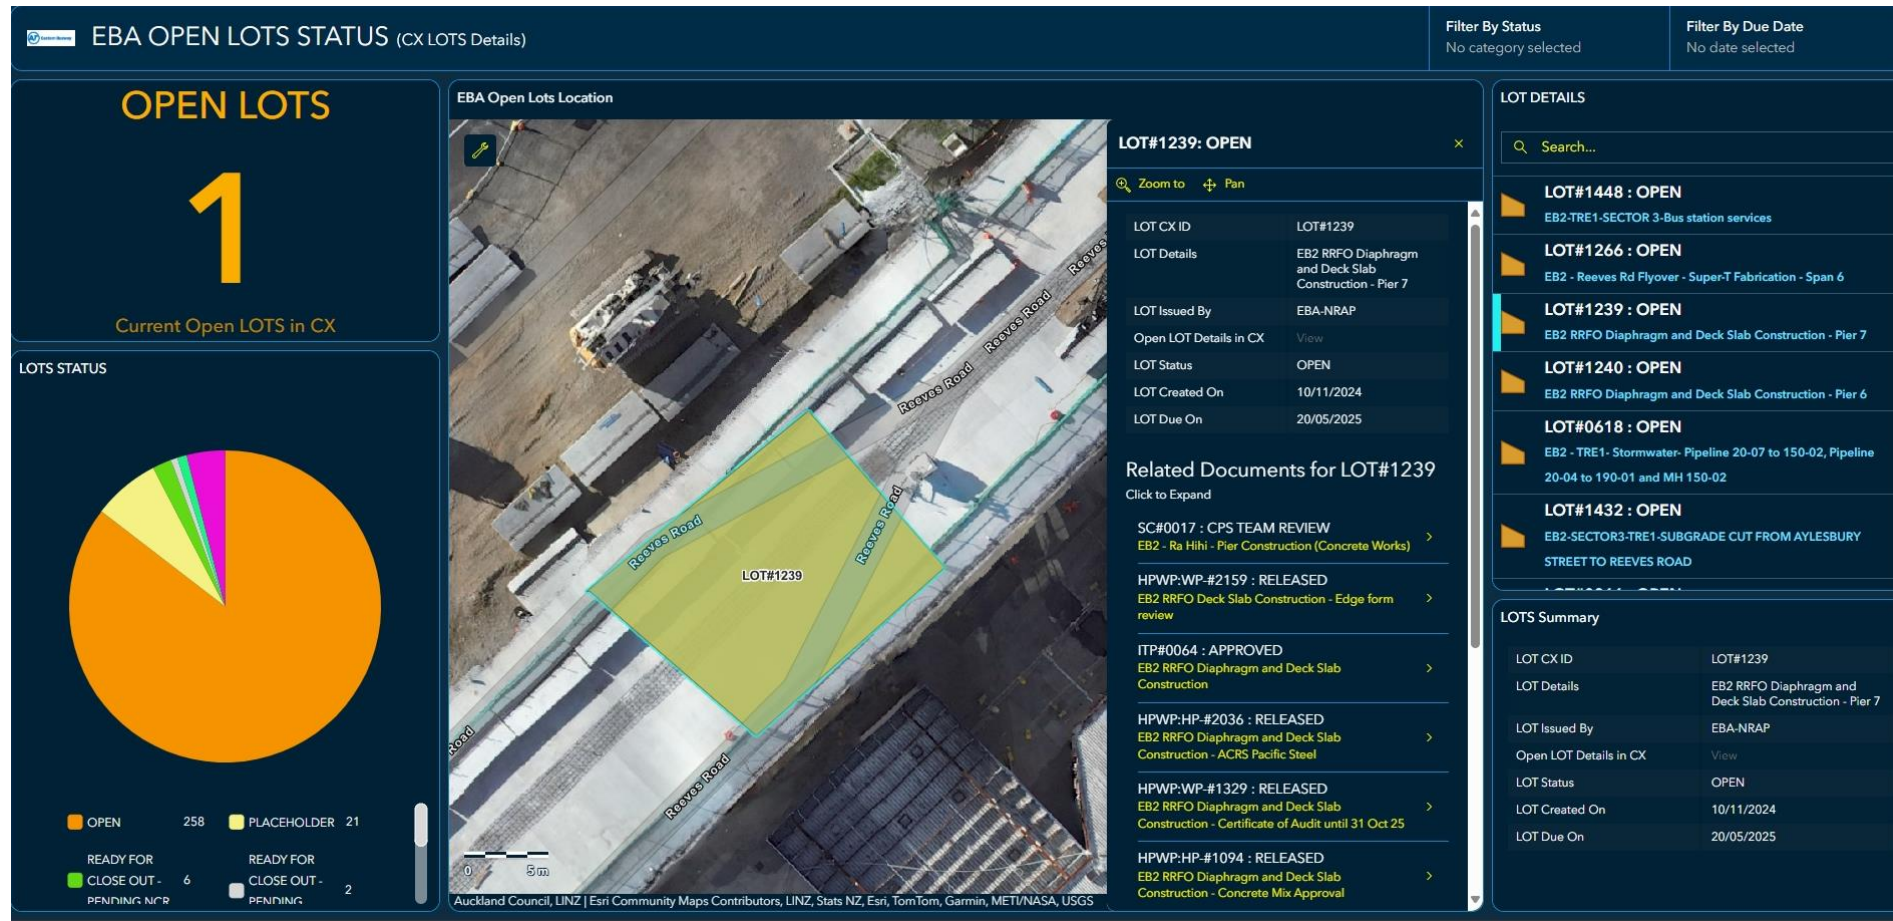 EBA OPEN LOTS STATUS (CX LOTS Details)
Filter By Status
No category selected
Filter By Due Date
No date selected
OPEN LOTS
1
Current Open LOTS in CX
LOTS STATUS
OPEN 258
PLACEHOLDER 21
READY FOR
CLOSE OUT - 6
PENDING NCR
READY FOR
CLOSE OUT - 2
PENDING
EBA Open Lots Location
Reeves
Reeves Road
Reeves Road
Reeves Road
Reeves Road
LOT#1239
Road
Reeves Road
0 5 m
Auckland Council, LINZ | Esri Community Maps Contributors, LINZ, Stats NZ, Esri, TomTom, Garmin, METI/NASA, USGS
LOT#1239: OPEN
Zoom to Pan
LOT CX ID LOT#1239
LOT Details EB2 RRFO Diaphragm
and Deck Slab
Construction - Pier 7
LOT Issued By EBA-NRAP
Open LOT Details in CX View
LOT Status OPEN
LOT Created On 10/11/2024
LOT Due On 20/05/2025
Related Documents for LOT#1239
Click to Expand
SC#0017 : CPS TEAM REVIEW
EB2 - Ra Hihi - Pier Construction (Concrete Works)
HPWP:WP-#2159 : RELEASED
EB2 RRFO Deck Slab Construction - Edge form
review
ITP#0064 : APPROVED
EB2 RRFO Diaphragm and Deck Slab
Construction
HPWP:HP-#2036 : RELEASED
EB2 RRFO Diaphragm and Deck Slab
Construction - ACRS Pacific Steel
HPWP:WP-#1329 : RELEASED
EB2 RRFO Diaphragm and Deck Slab
Construction - Certificate of Audit until 31 Oct 25
HPWP:HP-#1094 : RELEASED
EB2 RRFO Diaphragm and Deck Slab
Construction - Concrete Mix Approval
LOT DETAILS
Search...
LOT#1448 : OPEN
EB2-TRE1-SECTOR 3-Bus station services
LOT#1266 : OPEN
EB2 - Reeves Rd Flyover - Super-T Fabrication - Span 6
LOT#1239 : OPEN
EB2 RRFO Diaphragm and Deck Slab Construction - Pier 7
LOT#1240 : OPEN
EB2 RRFO Diaphragm and Deck Slab Construction - Pier 6
LOT#0618 : OPEN
EB2 - TRE1- Stormwater- Pipeline 20-07 to 150-02, Pipeline
20-04 to 190-01 and MH 150-02
LOT#1432 : OPEN
EB2-SECTOR3-TRE1-SUBGRADE CUT FROM AYLESBURY
STREET TO REEVES ROAD
LOTS Summary
LOT CX ID LOT#1239
LOT Details EB2 RRFO Diaphragm and
Deck Slab Construction - Pier 7
LOT Issued By EBA-NRAP
Open LOT Details in CX View
LOT Status OPEN
LOT Created On 10/11/2024
LOT Due On 20/05/2025